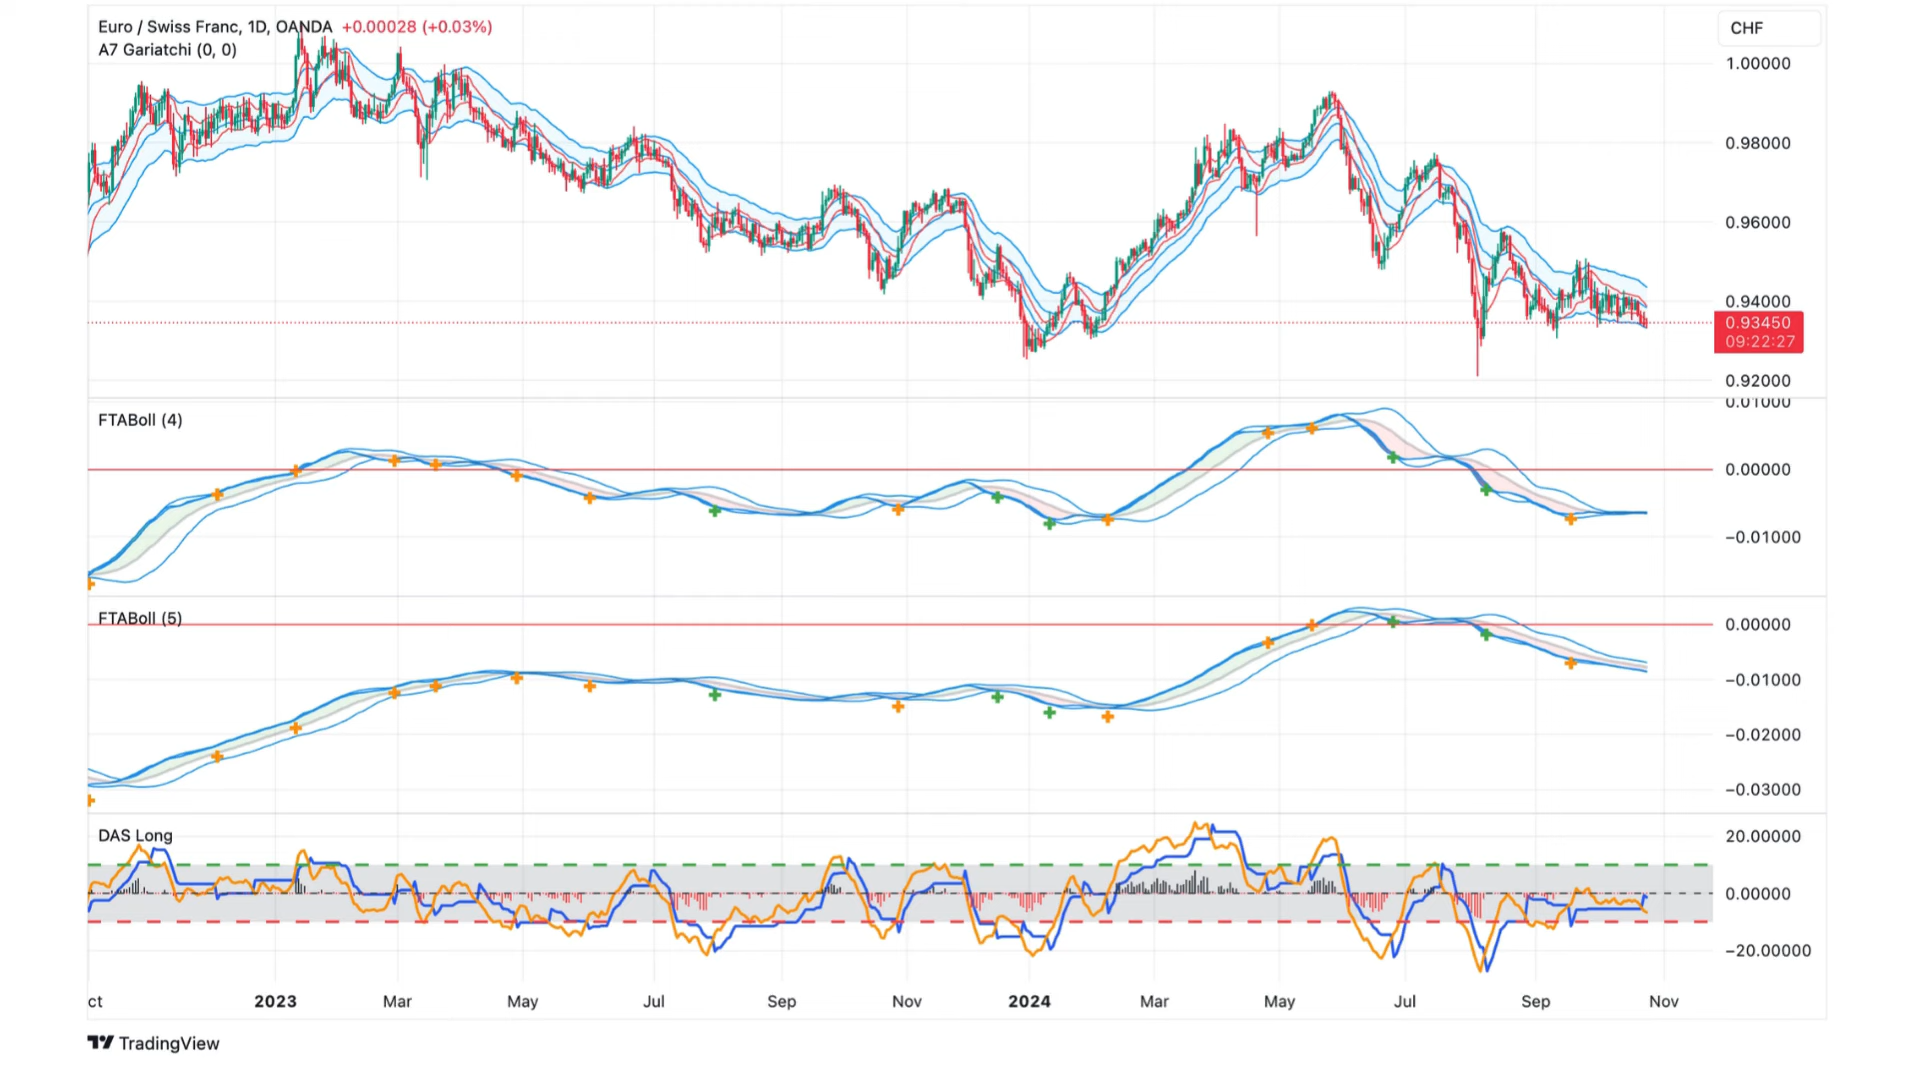 Euro / Swiss Franc, 1D, OANDA +0.00028 (+0.03%)
A7 Gariatchi (0, 0)
CHF
1.00000
0.98000
0.96000
0.94000
0.93450
09:22:27
0.92000
FTABoll (4)
0.01000
0.00000
−0.01000
FTABoll (5)
0.00000
−0.01000
−0.02000
−0.03000
DAS Long
20.00000
0.00000
−20.00000
ct 2023 Mar May Jul Sep Nov 2024 Mar May Jul Sep Nov
TradingView